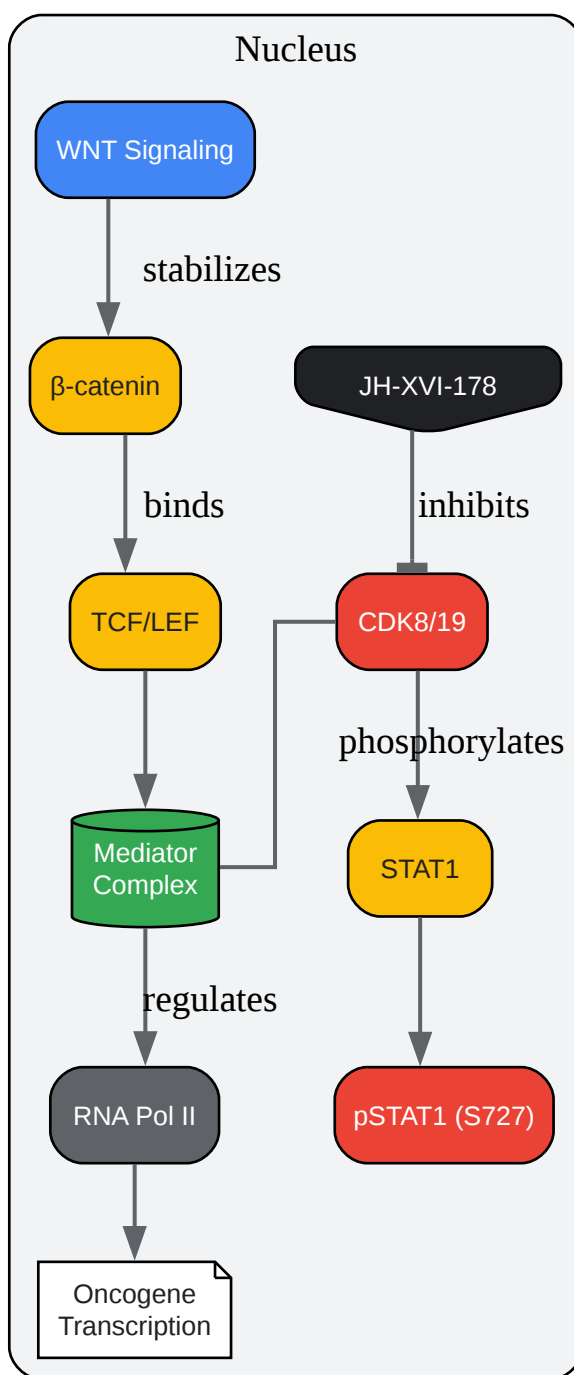 Nucleus
WNT Signaling
stabilizes
β-catenin
JH-XVI-178
binds
inhibits
TCF/LEF
CDK8/19
phosphorylates
Mediator
Complex
STAT1
regulates
RNA Pol II
pSTAT1 (S727)
Oncogene
Transcription